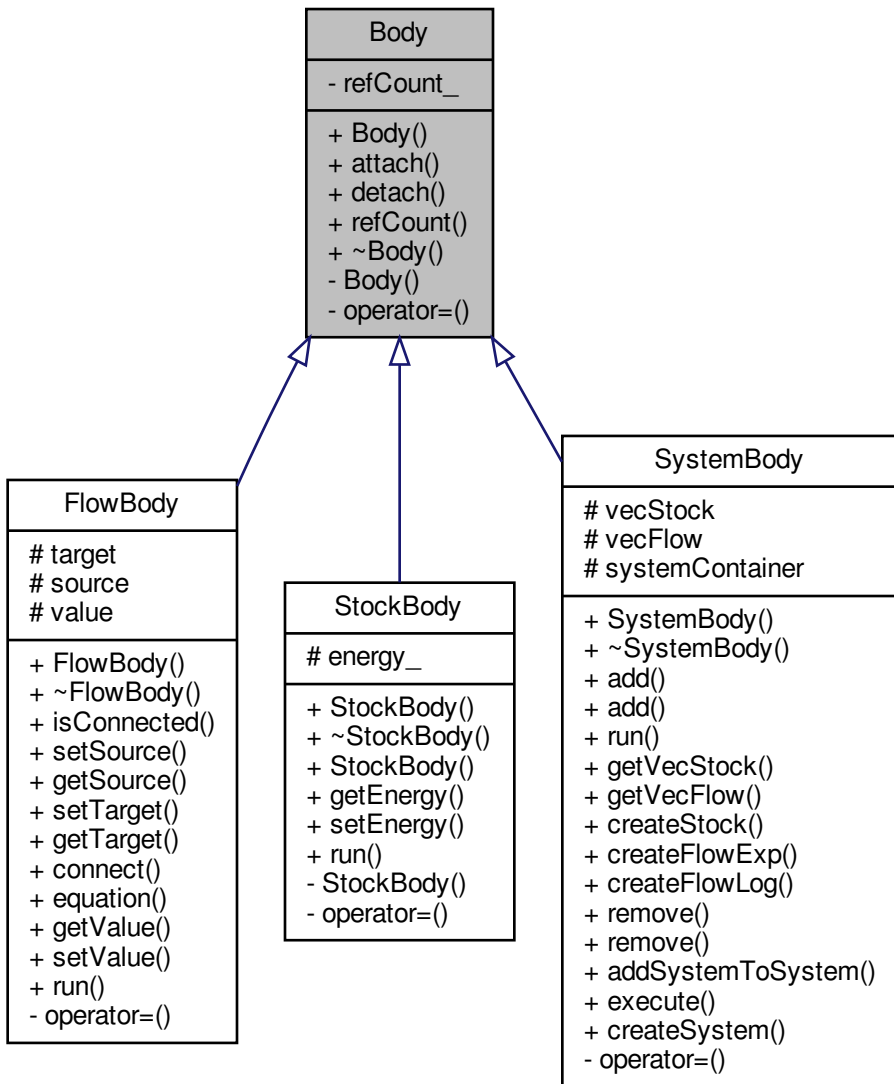 Body
- refCount_
+ Body()
+ attach()
+ detach()
+ refCount()
+ ~Body()
- Body()
- operator=()
FlowBody
# target
# source
# value
+ FlowBody()
+ ~FlowBody()
+ isConnected()
+ setSource()
+ getSource()
+ setTarget()
+ getTarget()
+ connect()
+ equation()
+ getValue()
+ setValue()
+ run()
- operator=()
StockBody
# energy_
+ StockBody()
+ ~StockBody()
+ StockBody()
+ getEnergy()
+ setEnergy()
+ run()
- StockBody()
- operator=()
SystemBody
# vecStock
# vecFlow
# systemContainer
+ SystemBody()
+ ~SystemBody()
+ add()
+ add()
+ run()
+ getVecStock()
+ getVecFlow()
+ createStock()
+ createFlowExp()
+ createFlowLog()
+ remove()
+ remove()
+ addSystemToSystem()
+ execute()
+ createSystem()
- operator=()